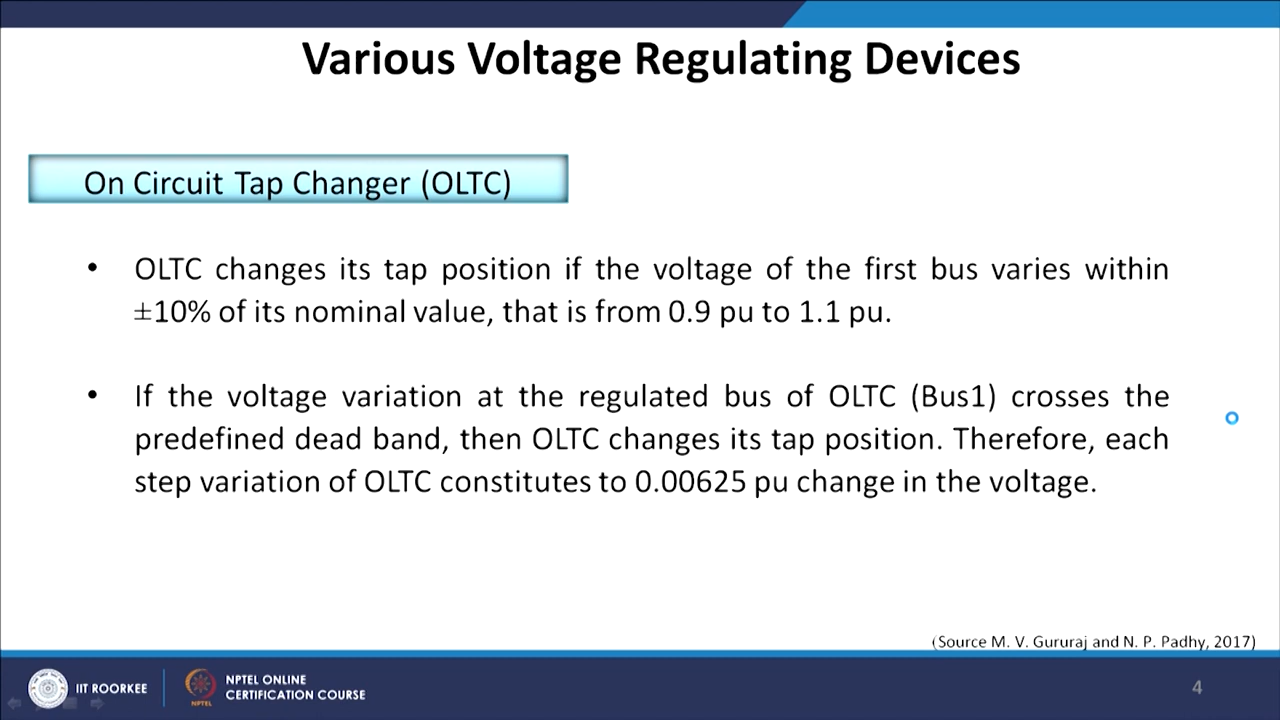 Various Voltage Regulating Devices
On Circuit Tap Changer (OLTC)
• OLTC changes its tap position if the voltage of the first bus varies within
±10% of its nominal value, that is from 0.9 pu to 1.1 pu.
• If the voltage variation at the regulated bus of OLTC (Bus1) crosses the
predefined dead band, then OLTC changes its tap position. Therefore, each
step variation of OLTC constitutes to 0.00625 pu change in the voltage.
(Source M. V. Gururaj and N. P. Padhy, 2017)
IIT ROORKEE
NPTEL
NPTEL ONLINE
CERTIFICATION COURSE
4